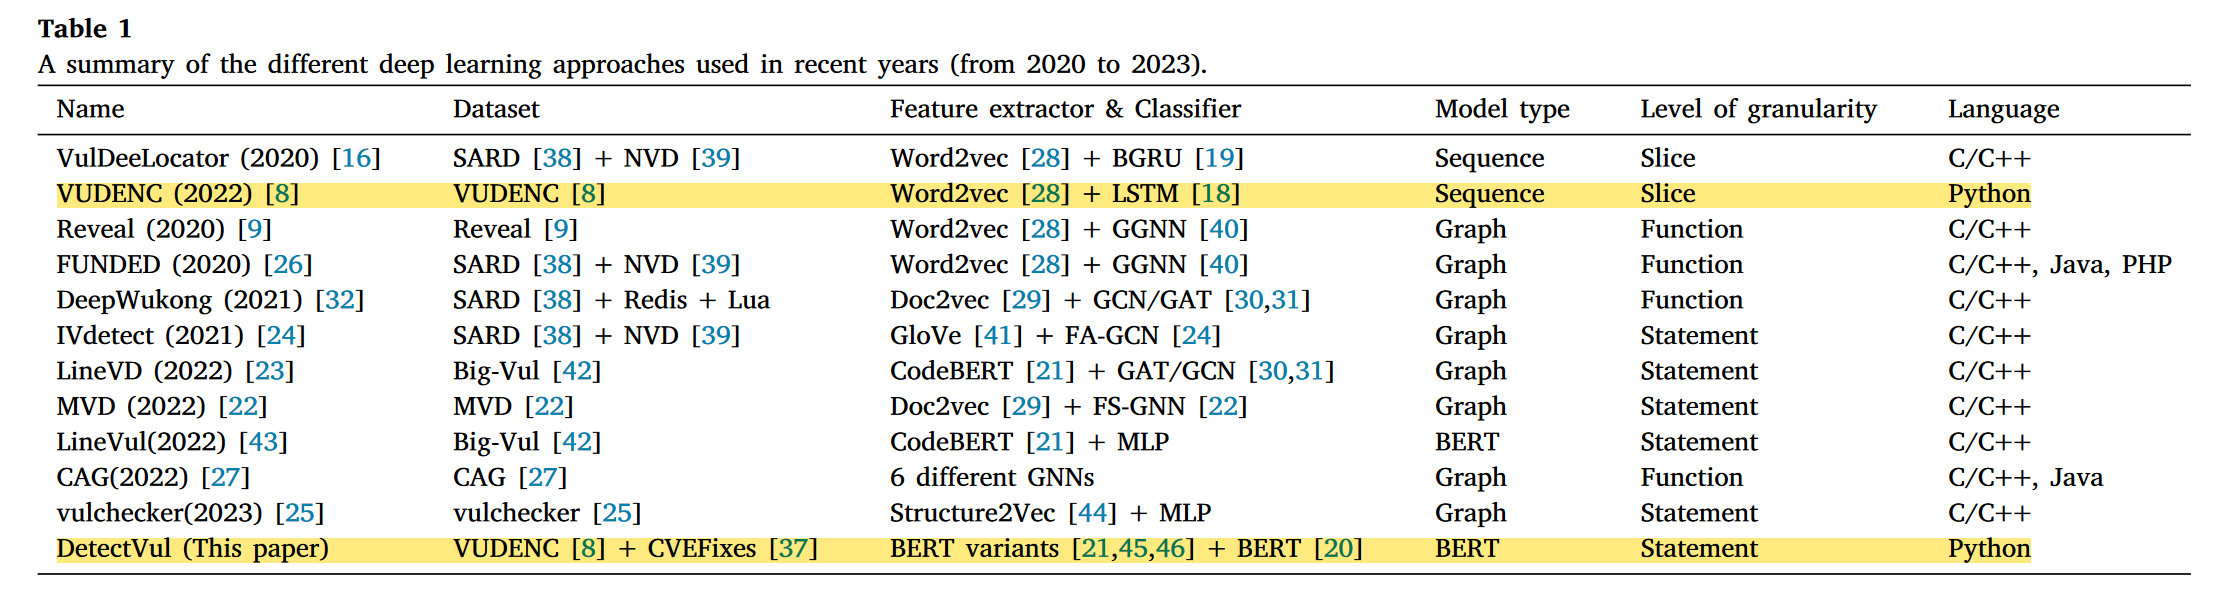 Table 1
A summary of the different deep learning approaches used in recent years (from 2020 to 2023).
Name Dataset Feature extractor & Classifier Model type Level of granularity Language
VulDeeLocator (2020) [16] SARD [38] + NVD [39] Word2vec [28] + BGRU [19] Sequence Slice C/C++
VUDENC (2022) [8] VUDENC [8] Word2vec [28] + LSTM [18] Sequence Slice Python
Reveal (2020) [9] Reveal [9] Word2vec [28] + GGNN [40] Graph Function C/C++
FUNDED (2020) [26] SARD [38] + NVD [39] Word2vec [28] + GGNN [40] Graph Function C/C++, Java, PHP
DeepWukong (2021) [32] SARD [38] + Redis + Lua Doc2vec [29] + GCN/GAT [30,31] Graph Function C/C++
IVdetect (2021) [24] SARD [38] + NVD [39] GloVe [41] + FA-GCN [24] Graph Statement C/C++
LineVD (2022) [23] Big-Vul [42] CodeBERT [21] + GAT/GCN [30,31] Graph Statement C/C++
MVD (2022) [22] MVD [22] Doc2vec [29] + FS-GNN [22] Graph Statement C/C++
LineVul(2022) [43] Big-Vul [42] CodeBERT [21] + MLP BERT Statement C/C++
CAG(2022) [27] CAG [27] 6 different GNNs Graph Function C/C++, Java
vulchecker(2023) [25] vulchecker [25] Structure2Vec [44] + MLP Graph Statement C/C++
DetectVul (This paper) VUDENC [8] + CVEFixes [37] BERT variants [21,45,46] + BERT [20] BERT Statement Python